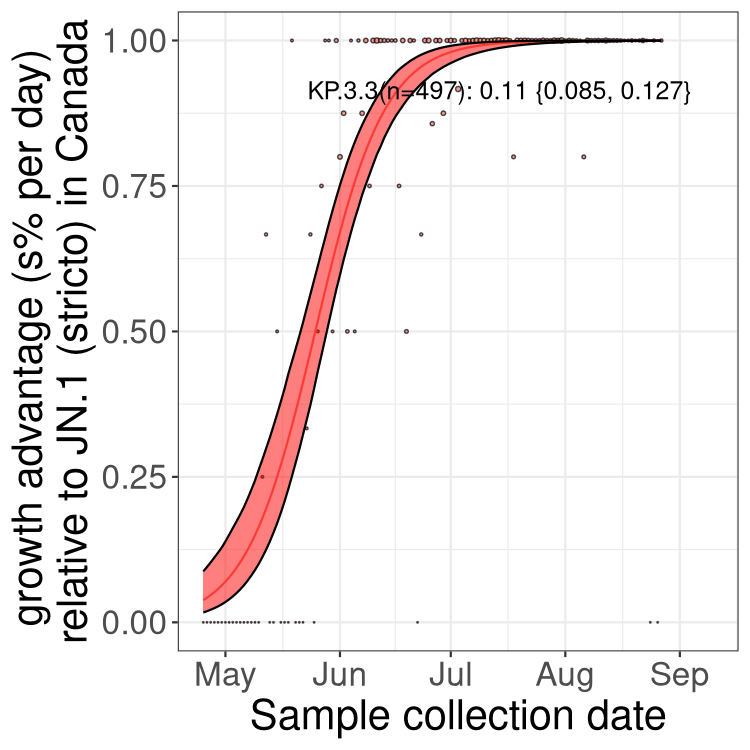 growth advantage (s% per day)
relative to JN.1 (stricto) in Canada
1.00
0.75
0.50
0.25
0.00
KP.3.3(n=497): 0.11 {0.085, 0.127}
May Jun Jul Aug Sep
Sample collection date